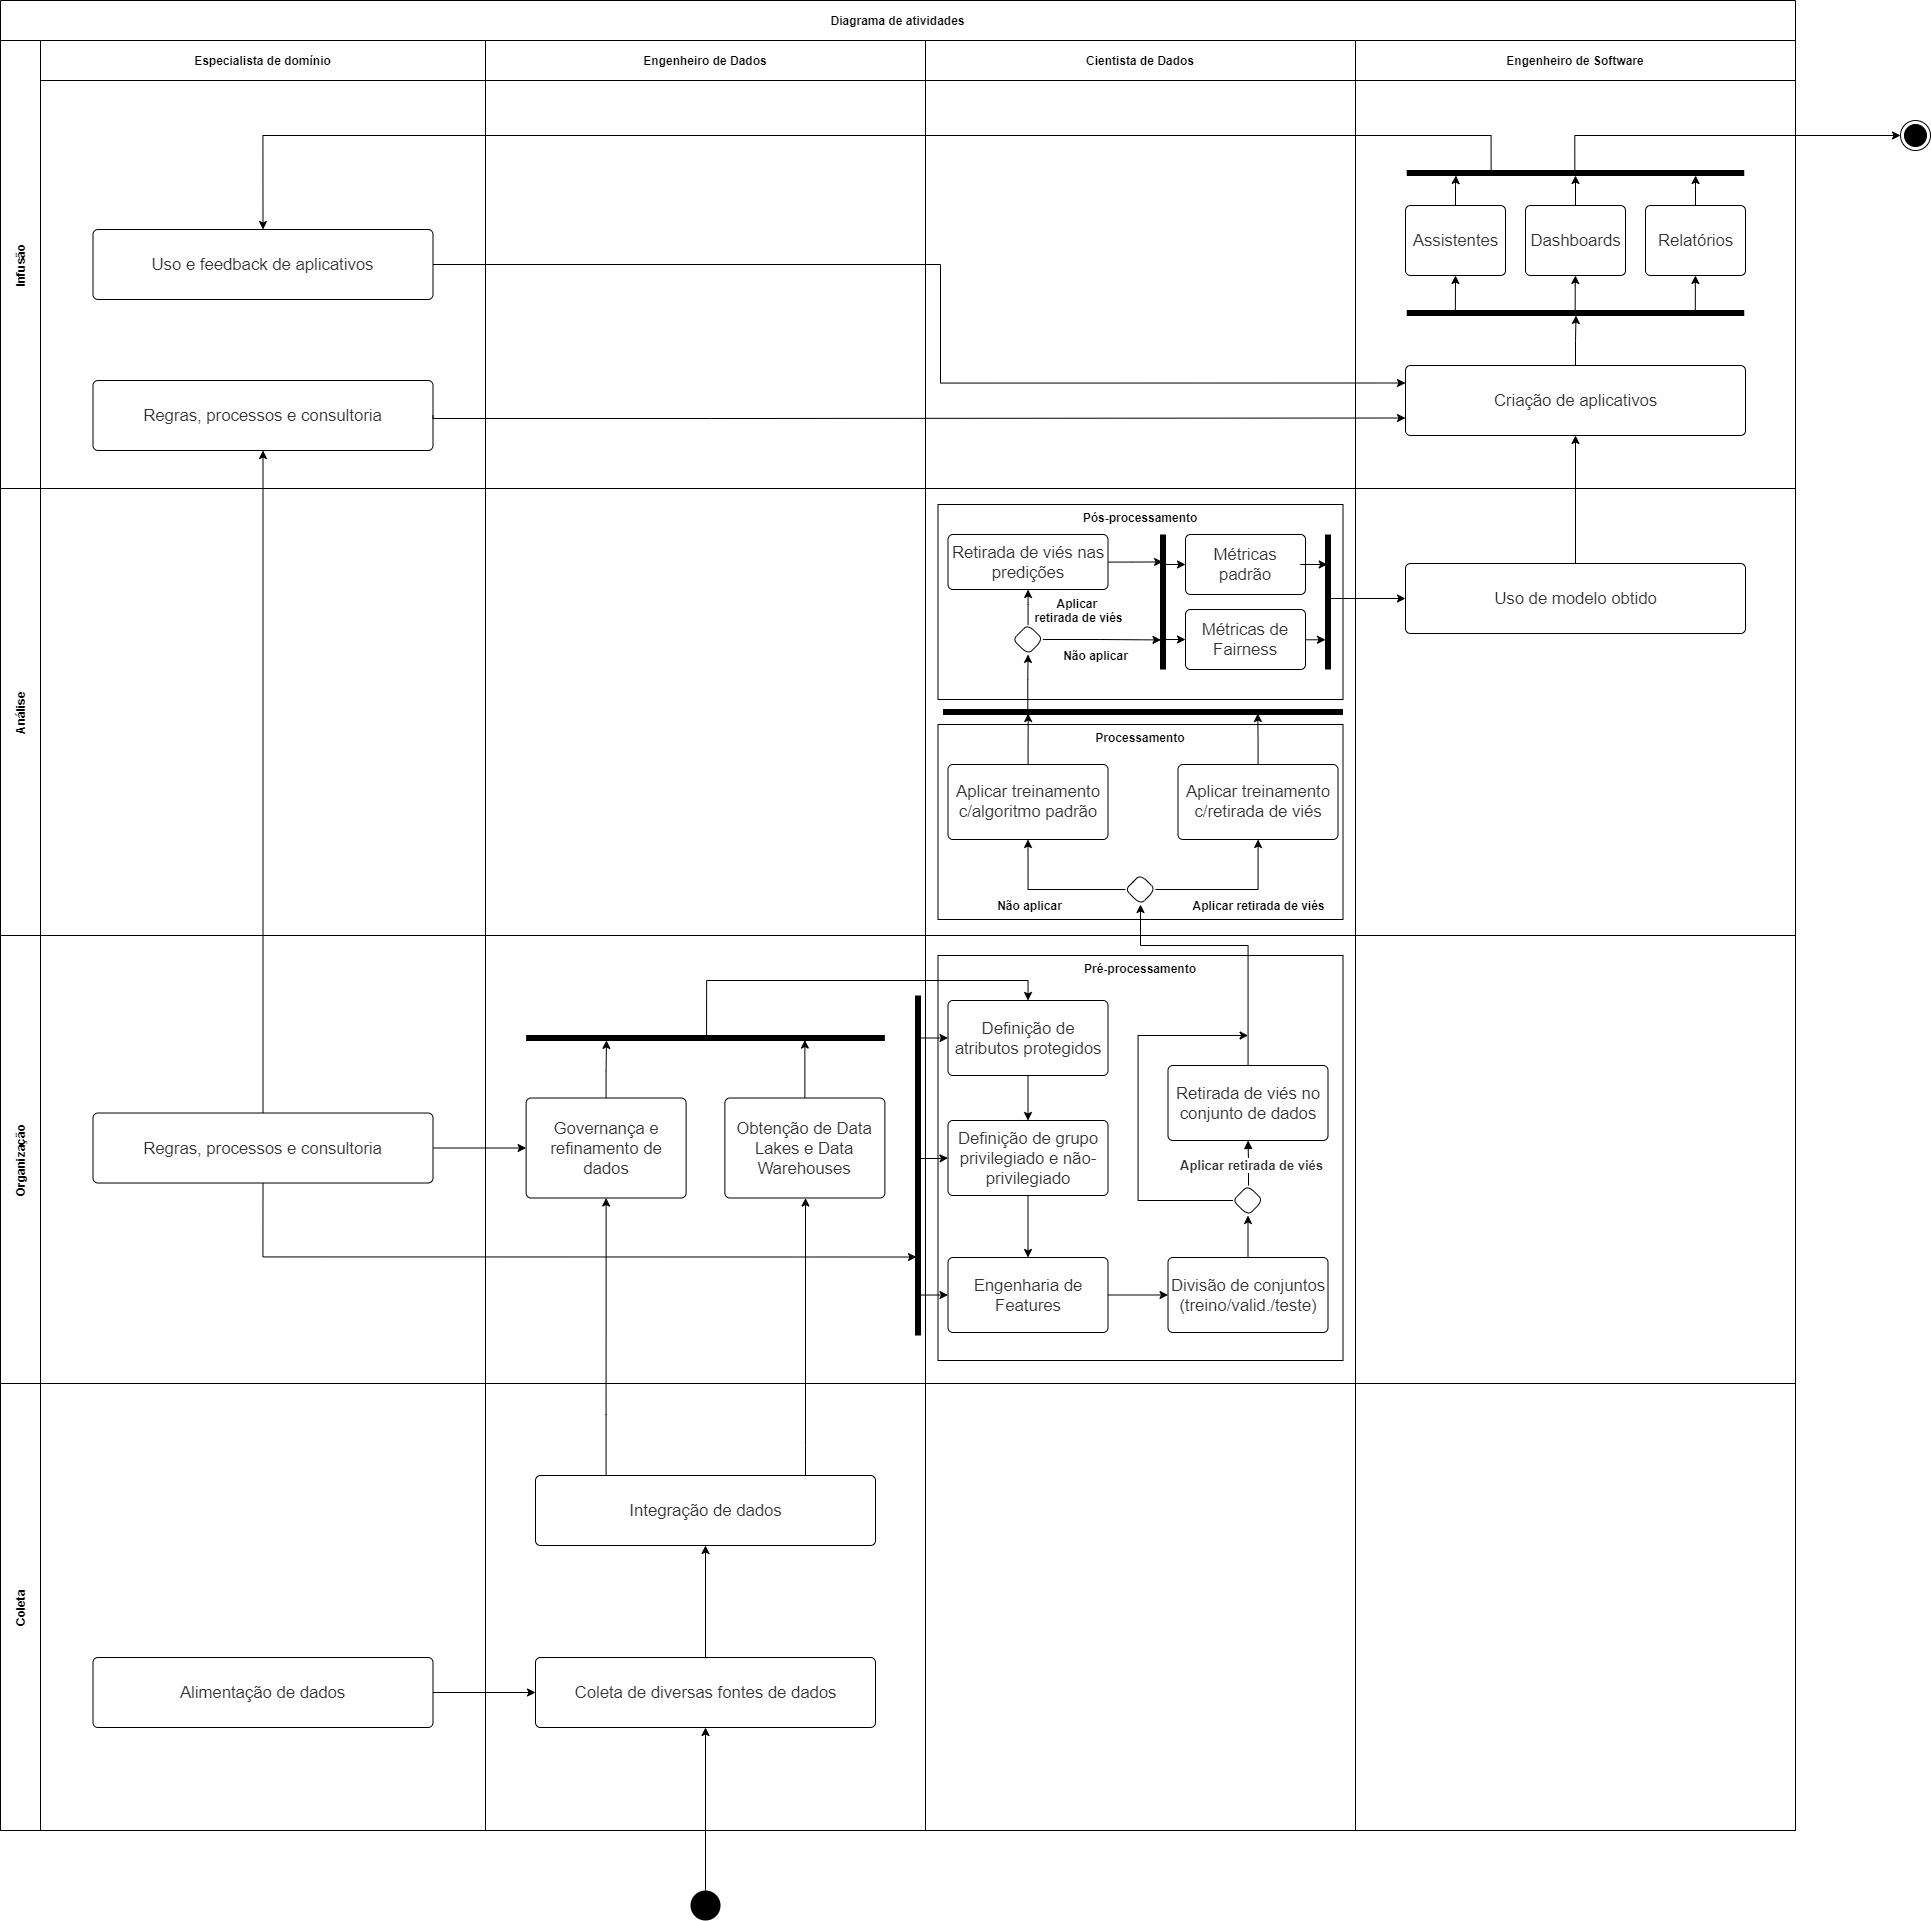 Diagrama de atividades
Especialista de domínio
Engenheiro de Dados
Cientista de Dados
Engenheiro de Software
Infusão
Uso e feedback de aplicativos
Regras, processos e consultoria
Assistentes
Dashboards
Relatórios
Criação de aplicativos
Análise
Pós-processamento
Retirada de viés nas
predições
Métricas
padrão
Aplicar
retirada de viés
Não aplicar
Métricas de
Fairness
Uso de modelo obtido
Processamento
Aplicar treinamento
c/algoritmo padrão
Aplicar treinamento
c/retirada de viés
Não aplicar
Aplicar retirada de viés
Organização
Regras, processos e consultoria
Governança e
refinamento de
dados
Obtenção de Data
Lakes e Data
Warehouses
Pré-processamento
Definição de
atributos protegidos
Definição de grupo
privilegiado e não-
privilegiado
Engenharia de
Features
Retirada de viés no
conjunto de dados
Aplicar retirada de viés
Divisão de conjuntos
(treino/valid./teste)
Coleta
Integração de dados
Alimentação de dados
Coleta de diversas fontes de dados